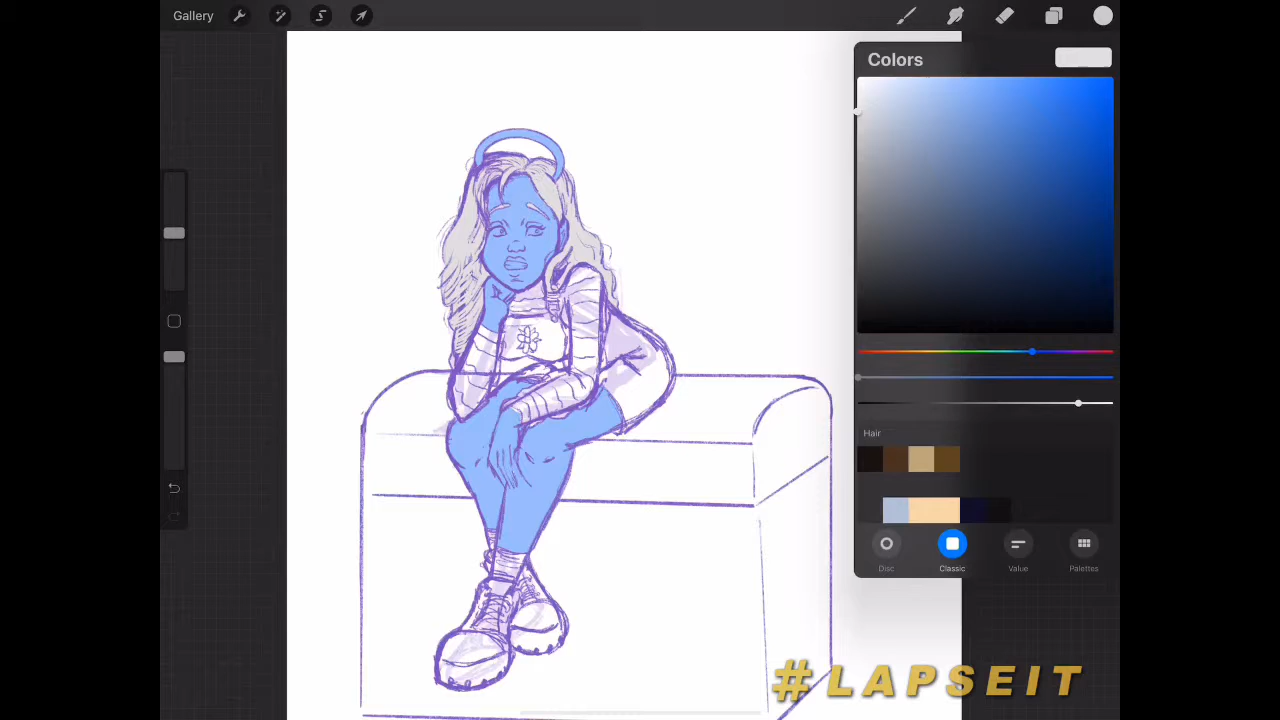 Gallery
Colors
Hair
Disc
Classic
Value
Palettes
#LAPSEIT